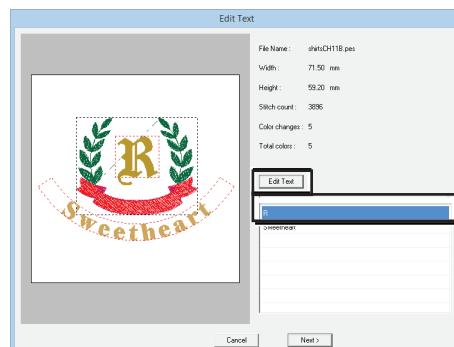 Edit Text
File Name : shirtsCH11B.pes
Width : 71.50 mm
Height : 59.20 mm
Stitch count : 3896
Color changes : 5
Total colors : 5
R
Sweetheart
Edit Text
R
Sweetheart
Cancel
Next >